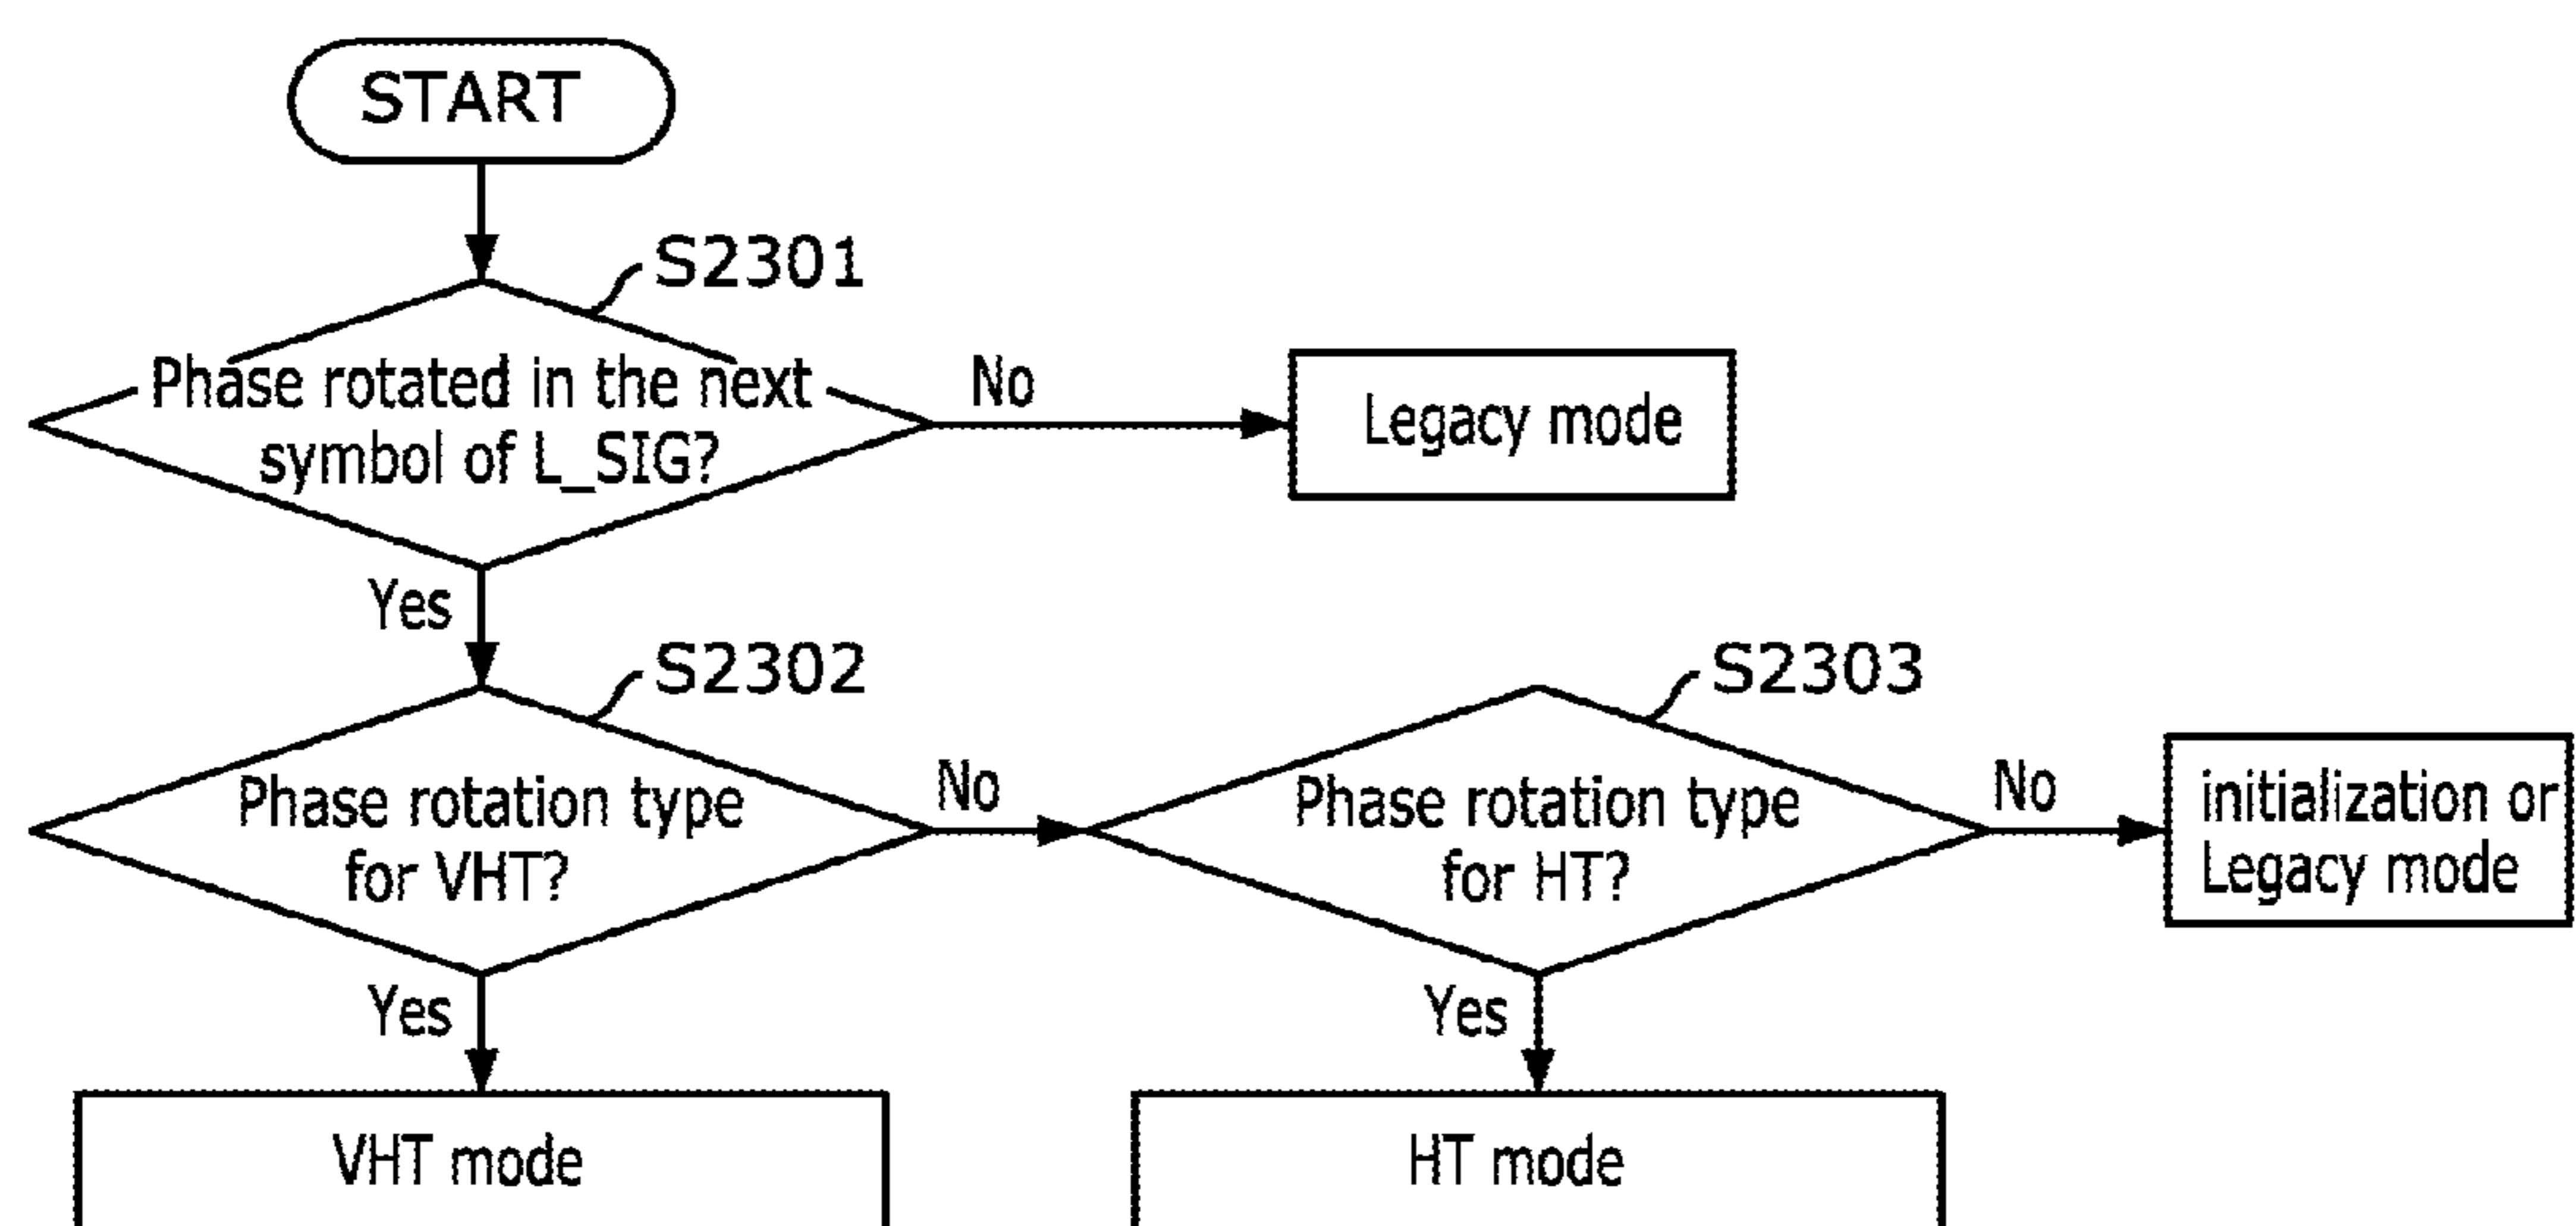 START
S2301
Phase rotated in the next
symbol of L_SIG?
No
Legacy mode
Yes
S2302
Phase rotation type
for VHT?
No
S2303
Phase rotation type
for HT?
No
initialization or
Legacy mode
Yes
VHT mode
Yes
HT mode